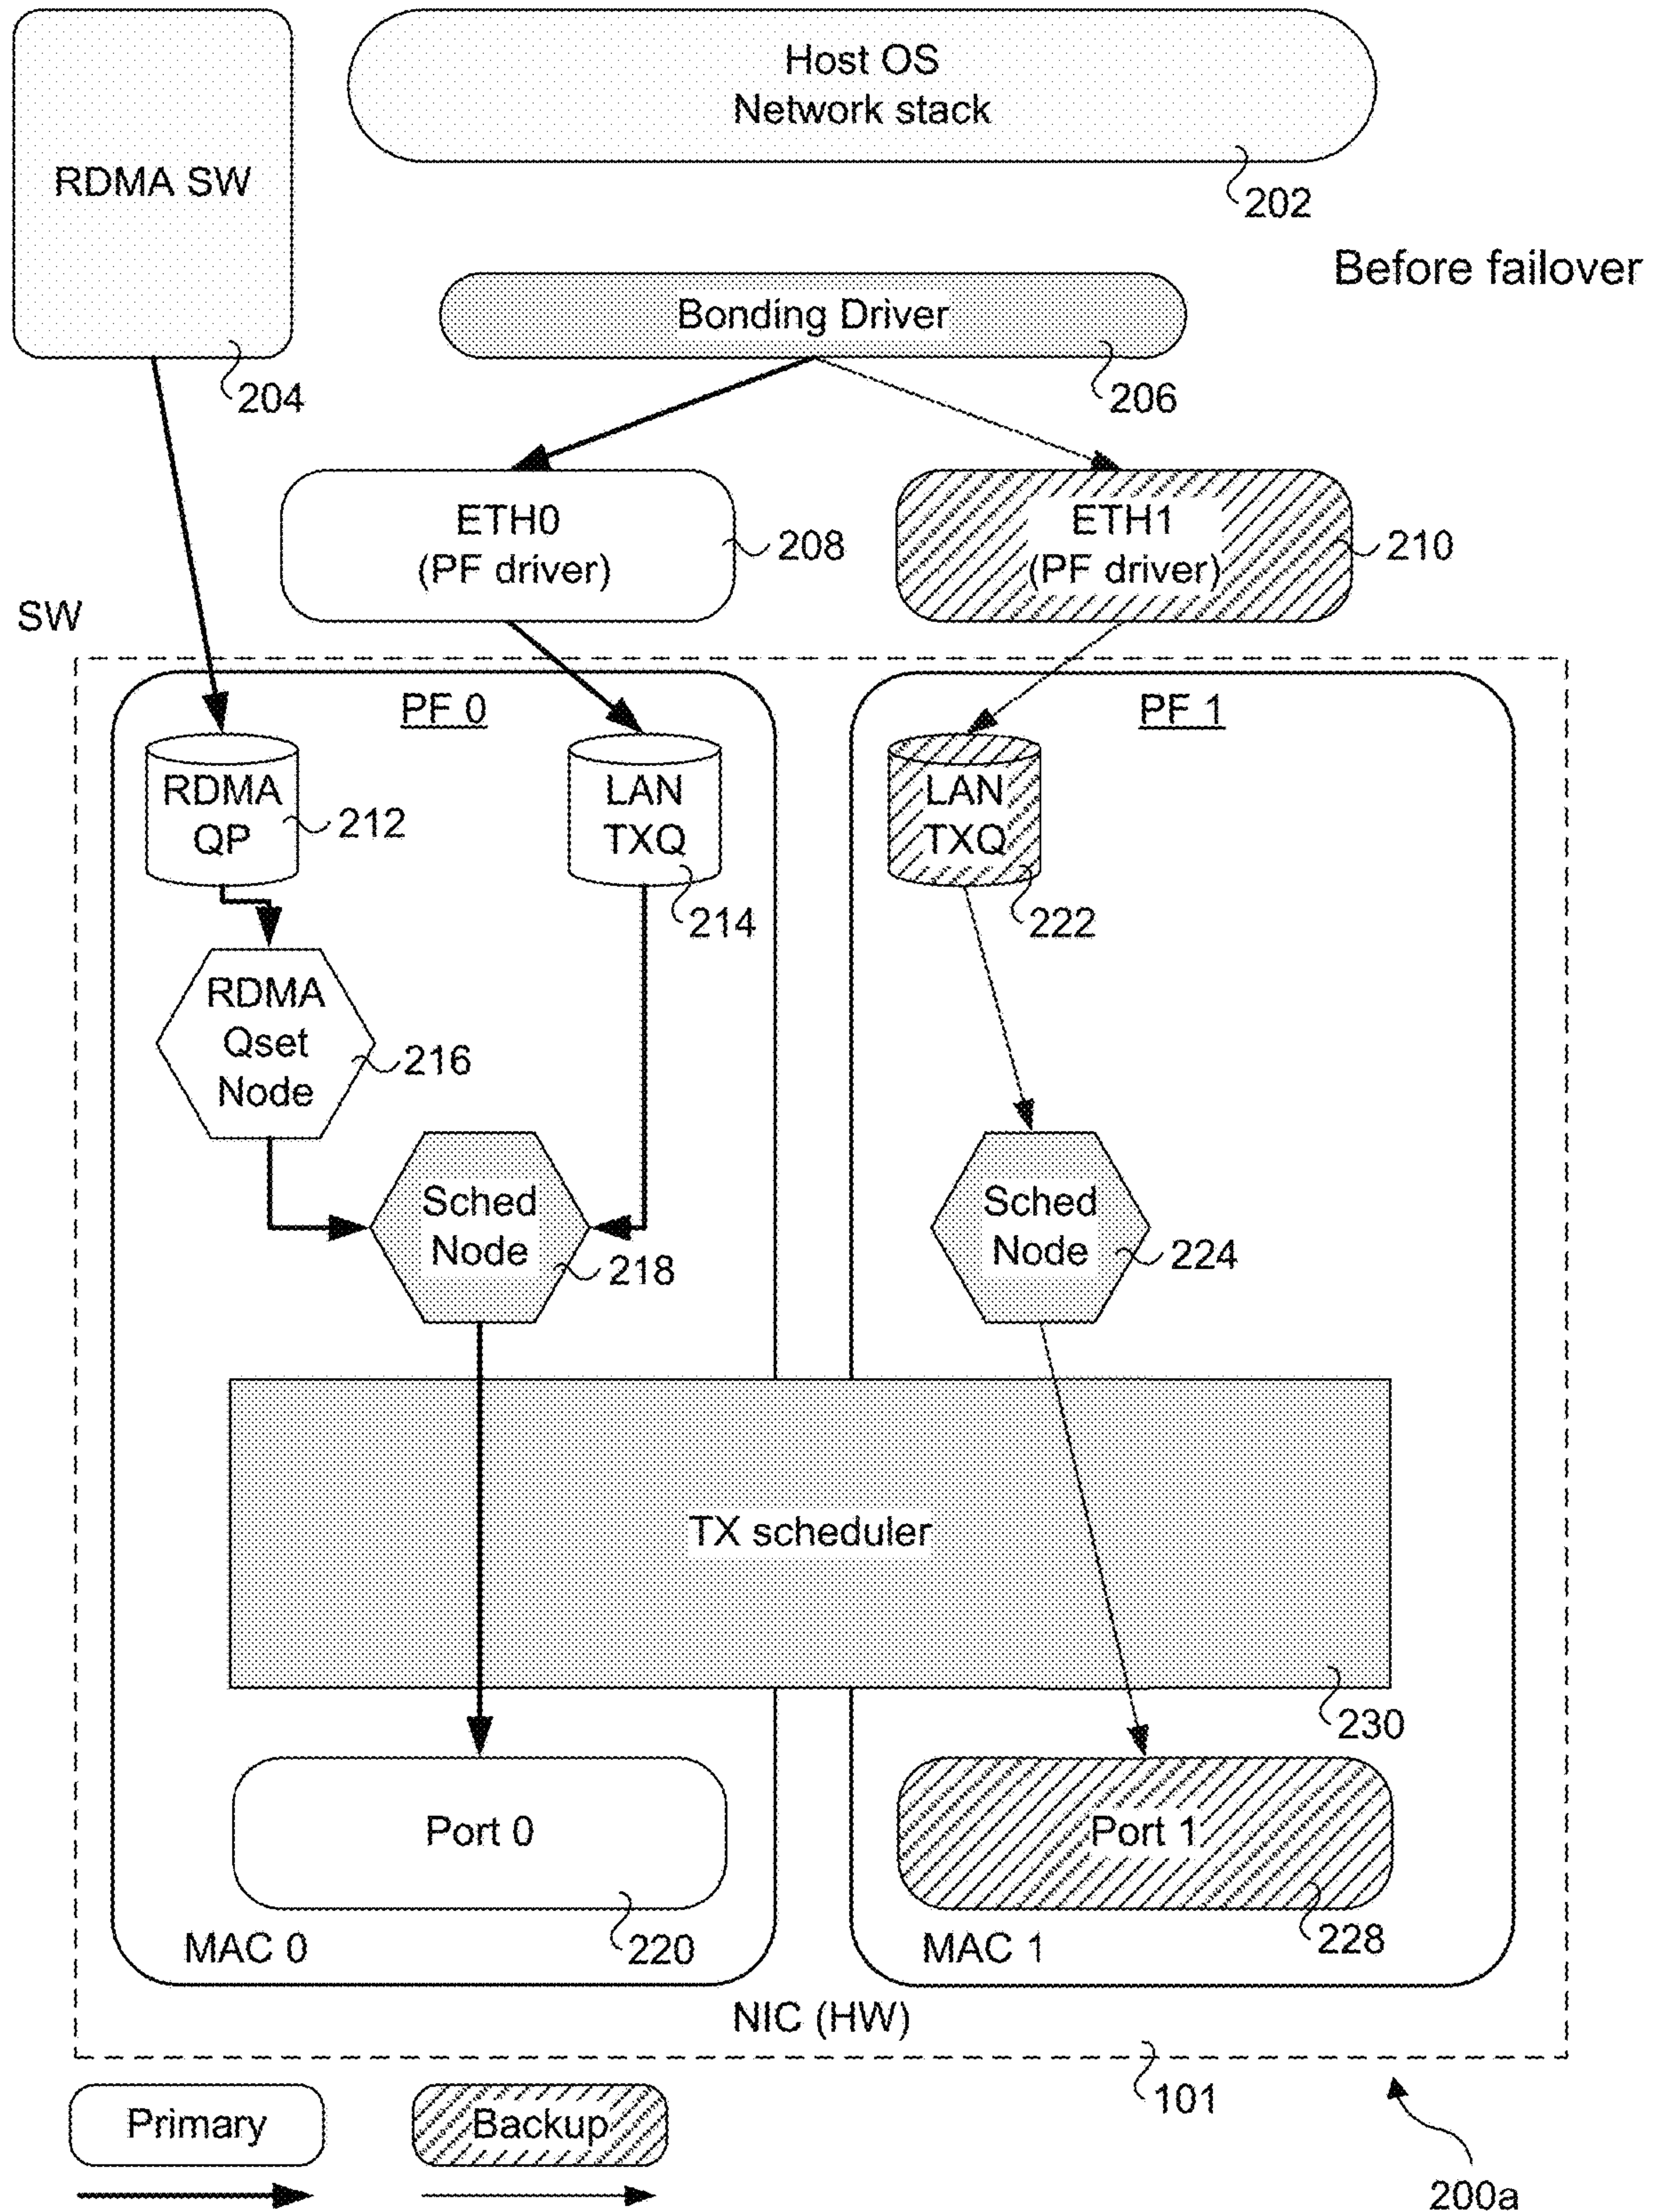 Host OS
Network stack
RDMA SW
202
Before failover
Bonding Driver
204
206
ETH0
(PF driver)
208
ETH1
(PF driver)
210
SW
PF 0
PF 1
RDMA
QP
212
LAN
TXQ
214
LAN
TXQ
222
RDMA
Qset
Node
216
Sched
Node
218
Sched
Node
224
TX scheduler
230
Port 0
Port 1
220
228
MAC 0
MAC 1
NIC (HW)
101
Primary
Backup
200a